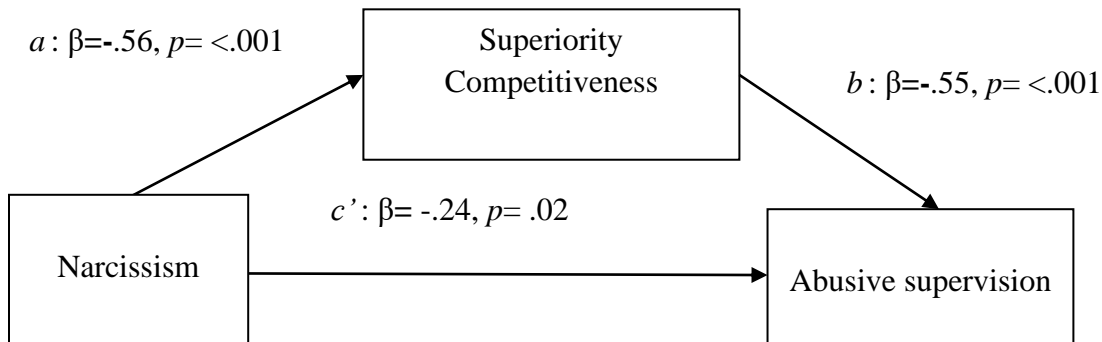 a: β=-.56, p= <.001
Superiority
Competitiveness
b: β=-.55, p= <.001
c’: β= -.24, p= .02
Narcissism
Abusive supervision